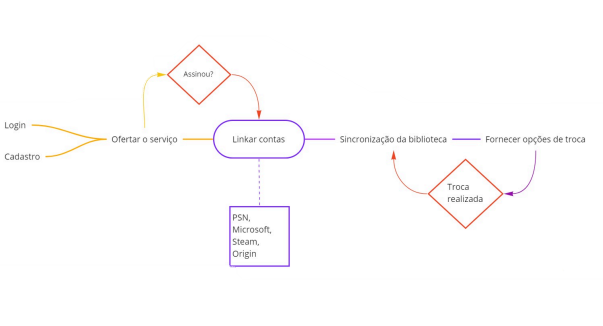 Assinou?
Login
Cadastro
Ofertar o serviço
Linkar contas
Sincronização da biblioteca
Fornecer opções de troca
Troca
realizada
PSN,
Microsoft,
Steam,
Origin